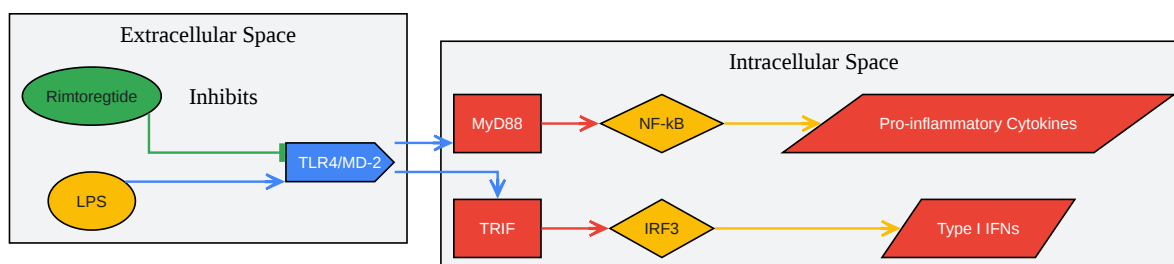 Extracellular Space
Rimtoregtide
Inhibits
TLR4/MD-2
LPS
Intracellular Space
MyD88
NF-kB
Pro-inflammatory Cytokines
TRIF
IRF3
Type I IFNs